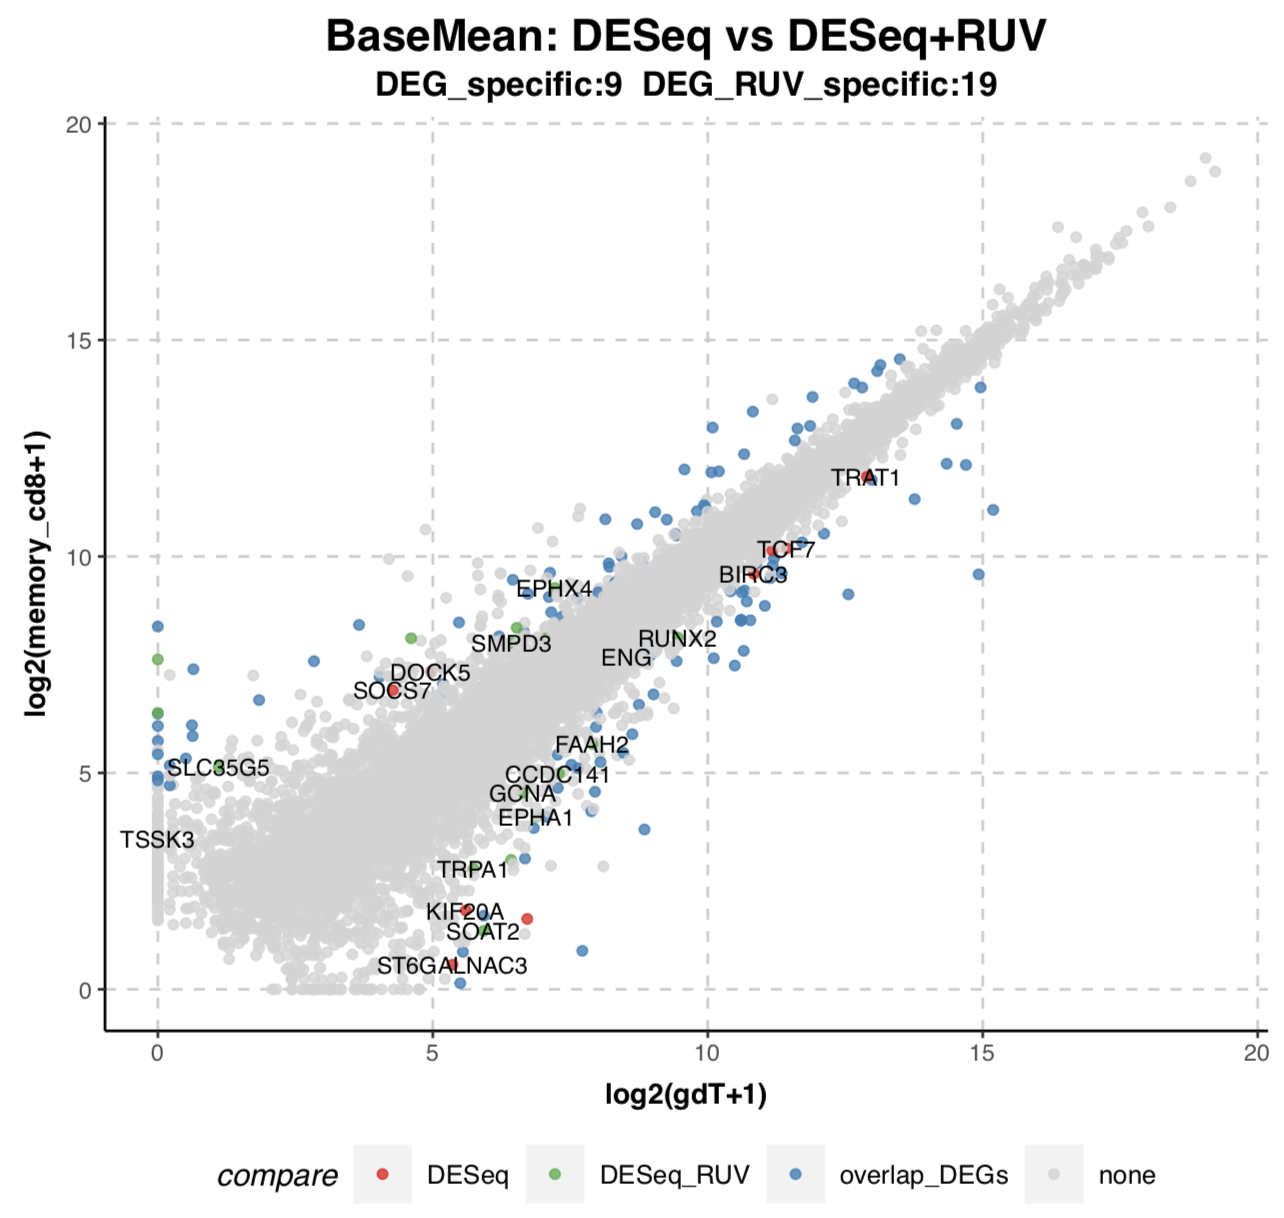 BaseMean: DESeq vs DESeq+RUV
DEG_specific:9 DEG_RUV_specific:19
log2(memory_cd8+1)
20
15
10
5
0
TRAT1
TCF7
BIRC3
EPHX4
RUNX2
SMPD3
ENG
DOCK5
SOCS7
FAAH2
SLC35G5
CCDC141
GCNA
EPHA1
TSSK3
TRPA1
KIF20A
SOAT2
ST6GALNAC3
0 5 10 15 20
log2(gdT+1)
compare DESeq DESeq_RUV overlap_DEGs none